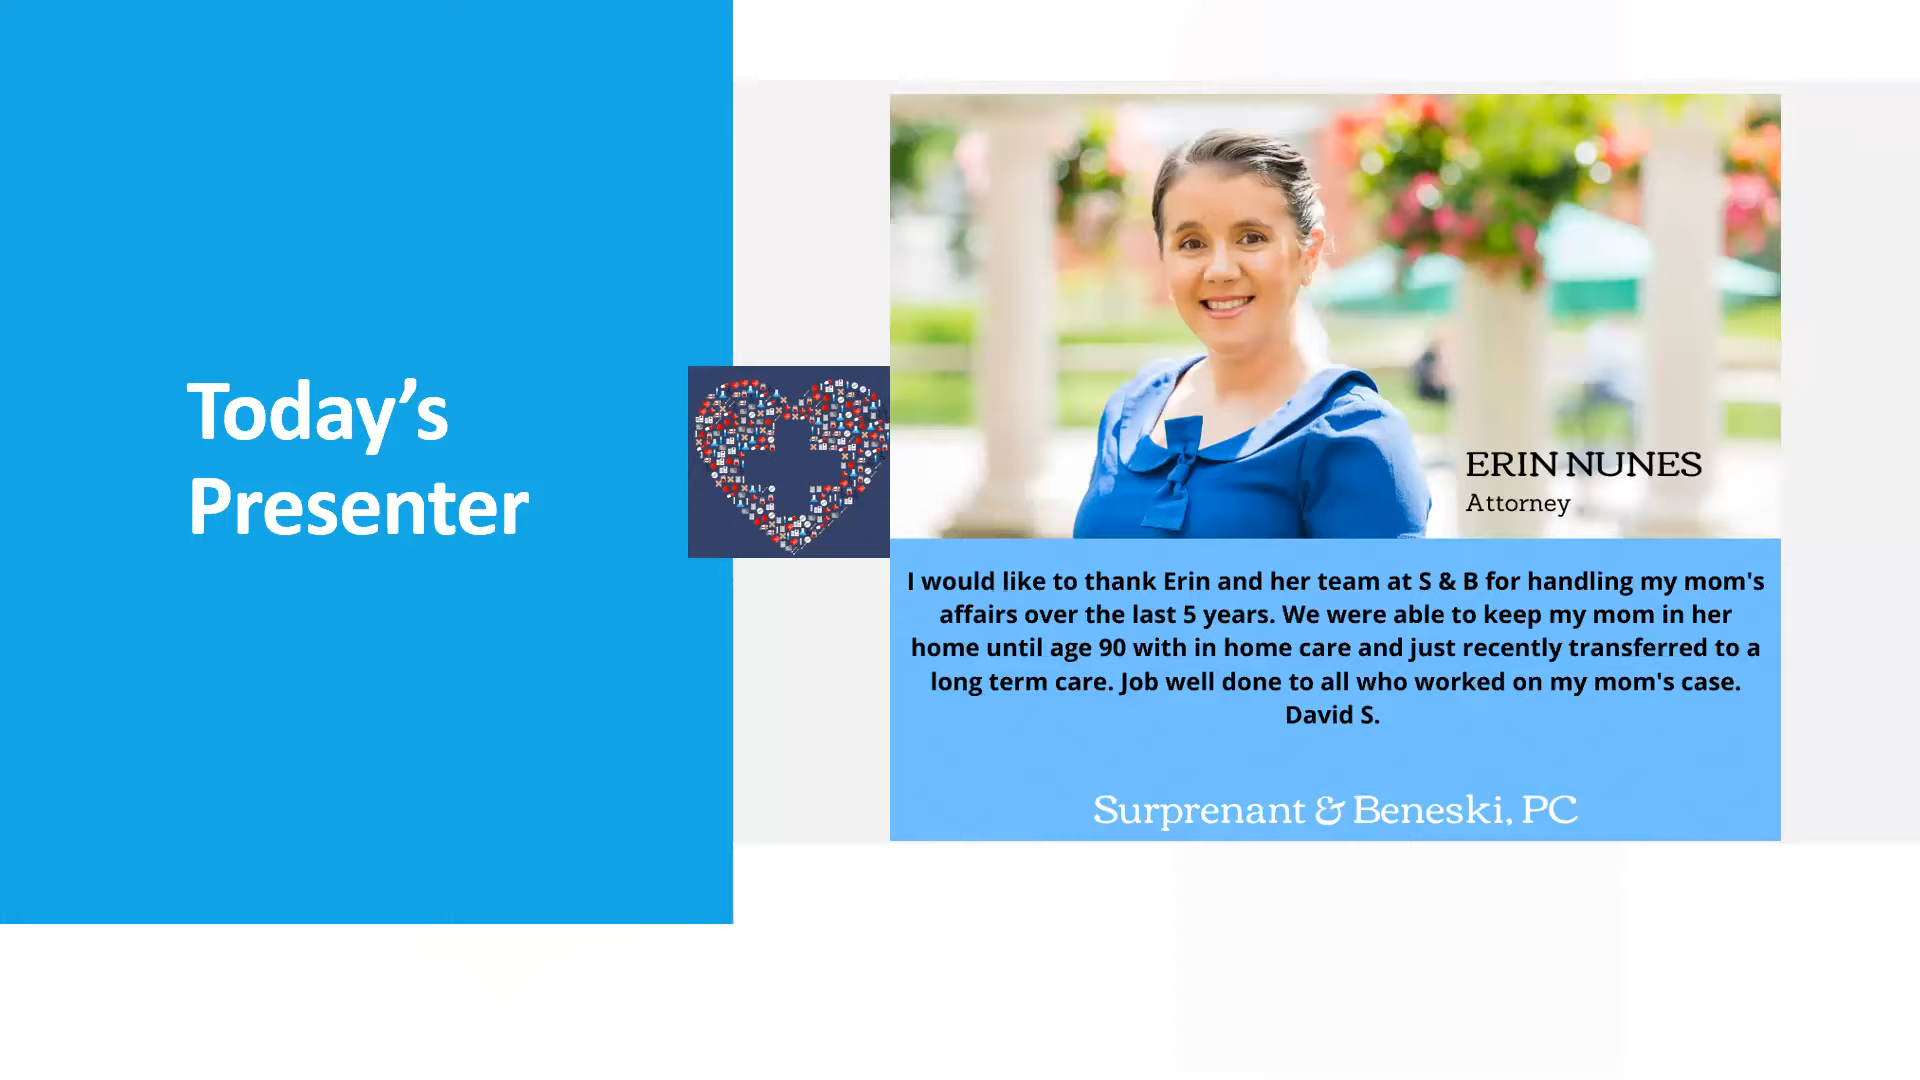 Today’s
Presenter
ERIN NUNES
Attorney
I would like to thank Erin and her team at S & B for handling my mom's
affairs over the last 5 years. We were able to keep my mom in her
home until age 90 with in home care and just recently transferred to a
long term care. Job well done to all who worked on my mom's case.
David S.
Surprenant & Beneski, PC